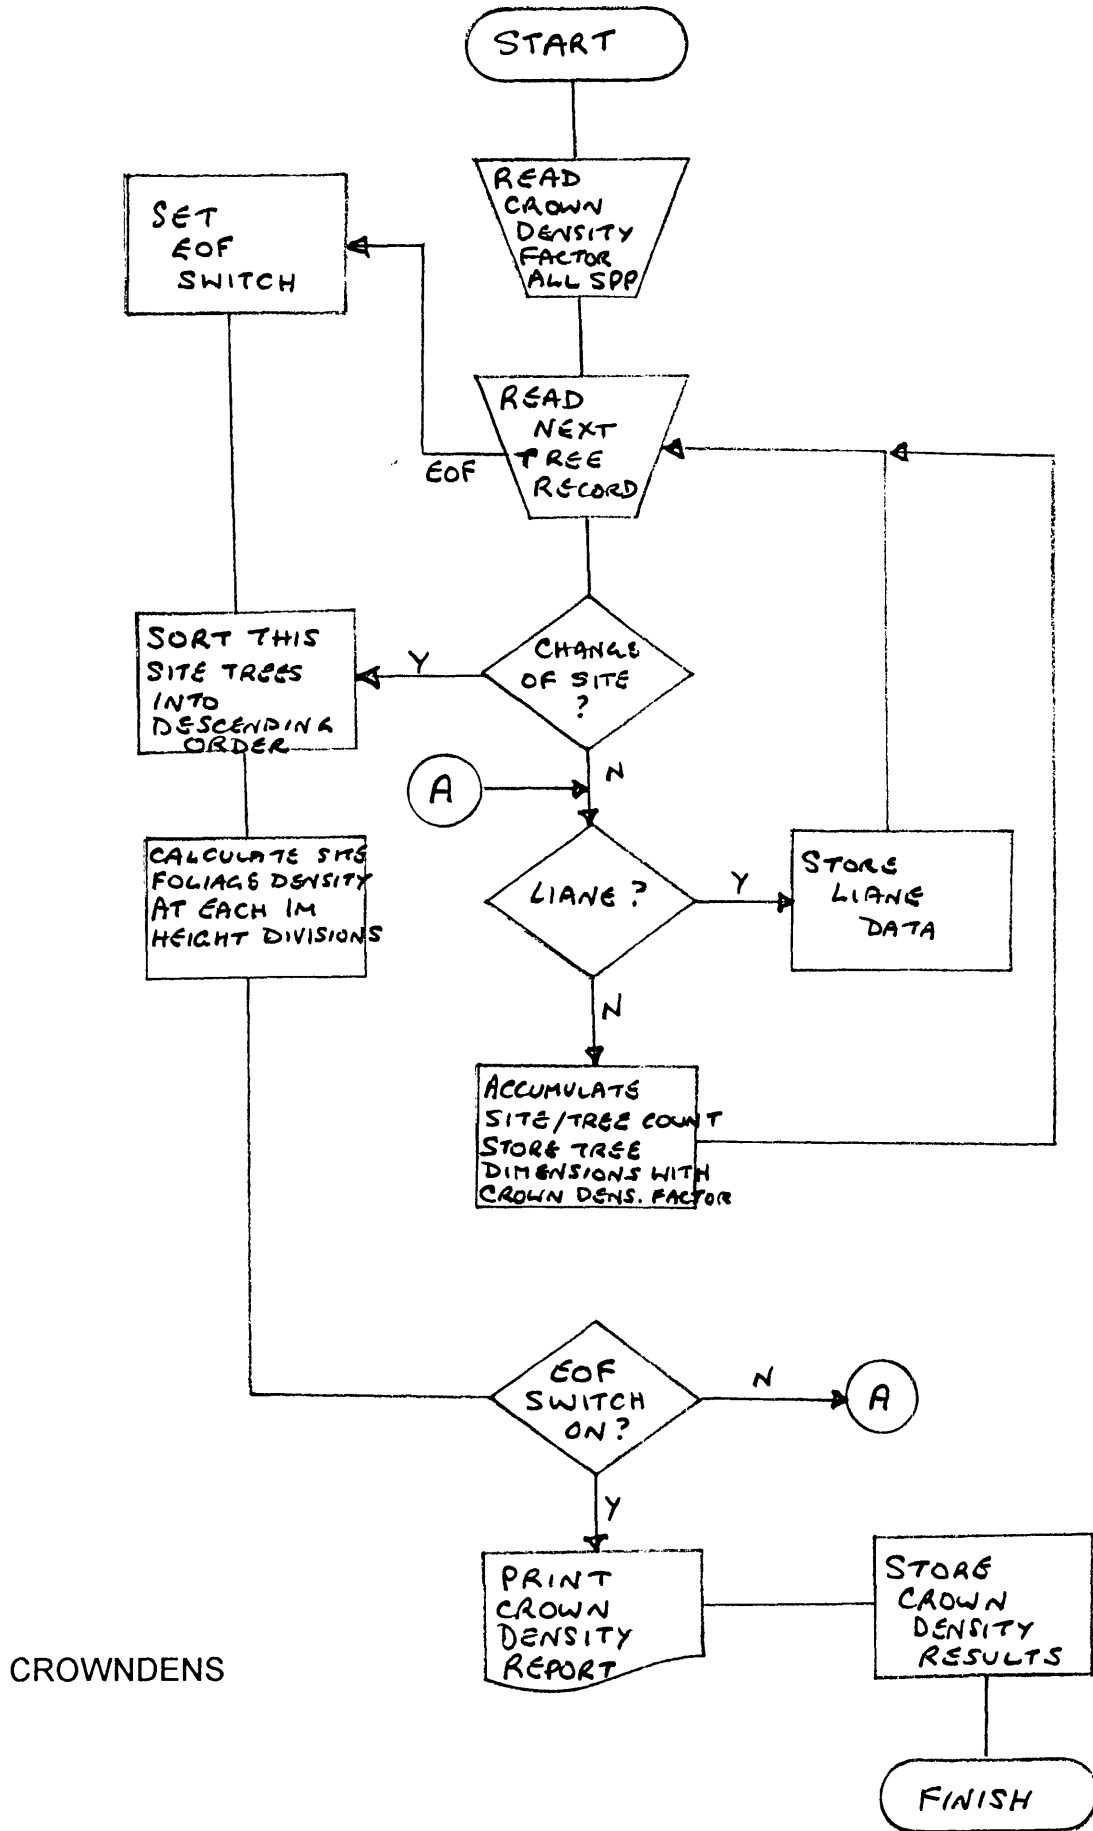 START
READ
CROWN
DENSITY
FACTOR
ALL SPP
SET
EOF
SWITCH
READ
NEXT
TREE
RECORD
EOF
CHANGE
OF SITE
?
Y
N
SORT THIS
SITE TREES
INTO
DESCENDING
ORDER
A
LIANE ?
Y
N
STORE
LIANE
DATA
CALCULATE SITE
FOLIAGE DENSITY
AT EACH 1M
HEIGHT DIVISIONS
ACCUMULATE
SITE/TREE COUNT
STORE TREE
DIMENSIONS WITH
CROWN DENS. FACTOR
EOF
SWITCH
ON?
N
A
Y
PRINT
CROWN
DENSITY
REPORT
STORE
CROWN
DENSITY
RESULTS
CROWNDENS
FINISH